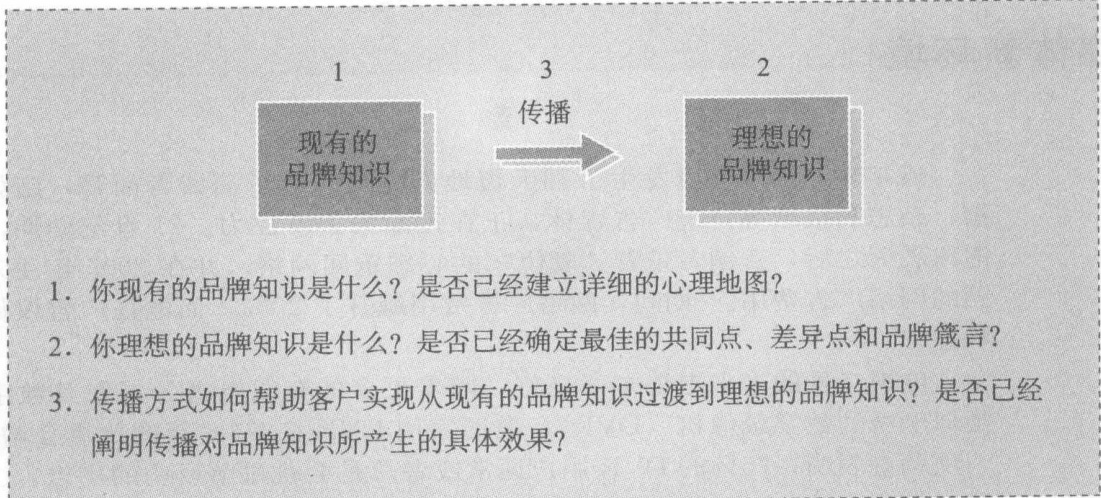 1 3 2
传播
现有的 理想的
品牌知识 品牌知识
1．你现有的品牌知识是什么？是否已经建立详细的心理地图？
2．你理想的品牌知识是什么？是否已经确定最佳的共同点、差异点和品牌箴言？
3．传播方式如何帮助客户实现从现有的品牌知识过渡到理想的品牌知识？是否已经
阐明传播对品牌知识所产生的具体效果？